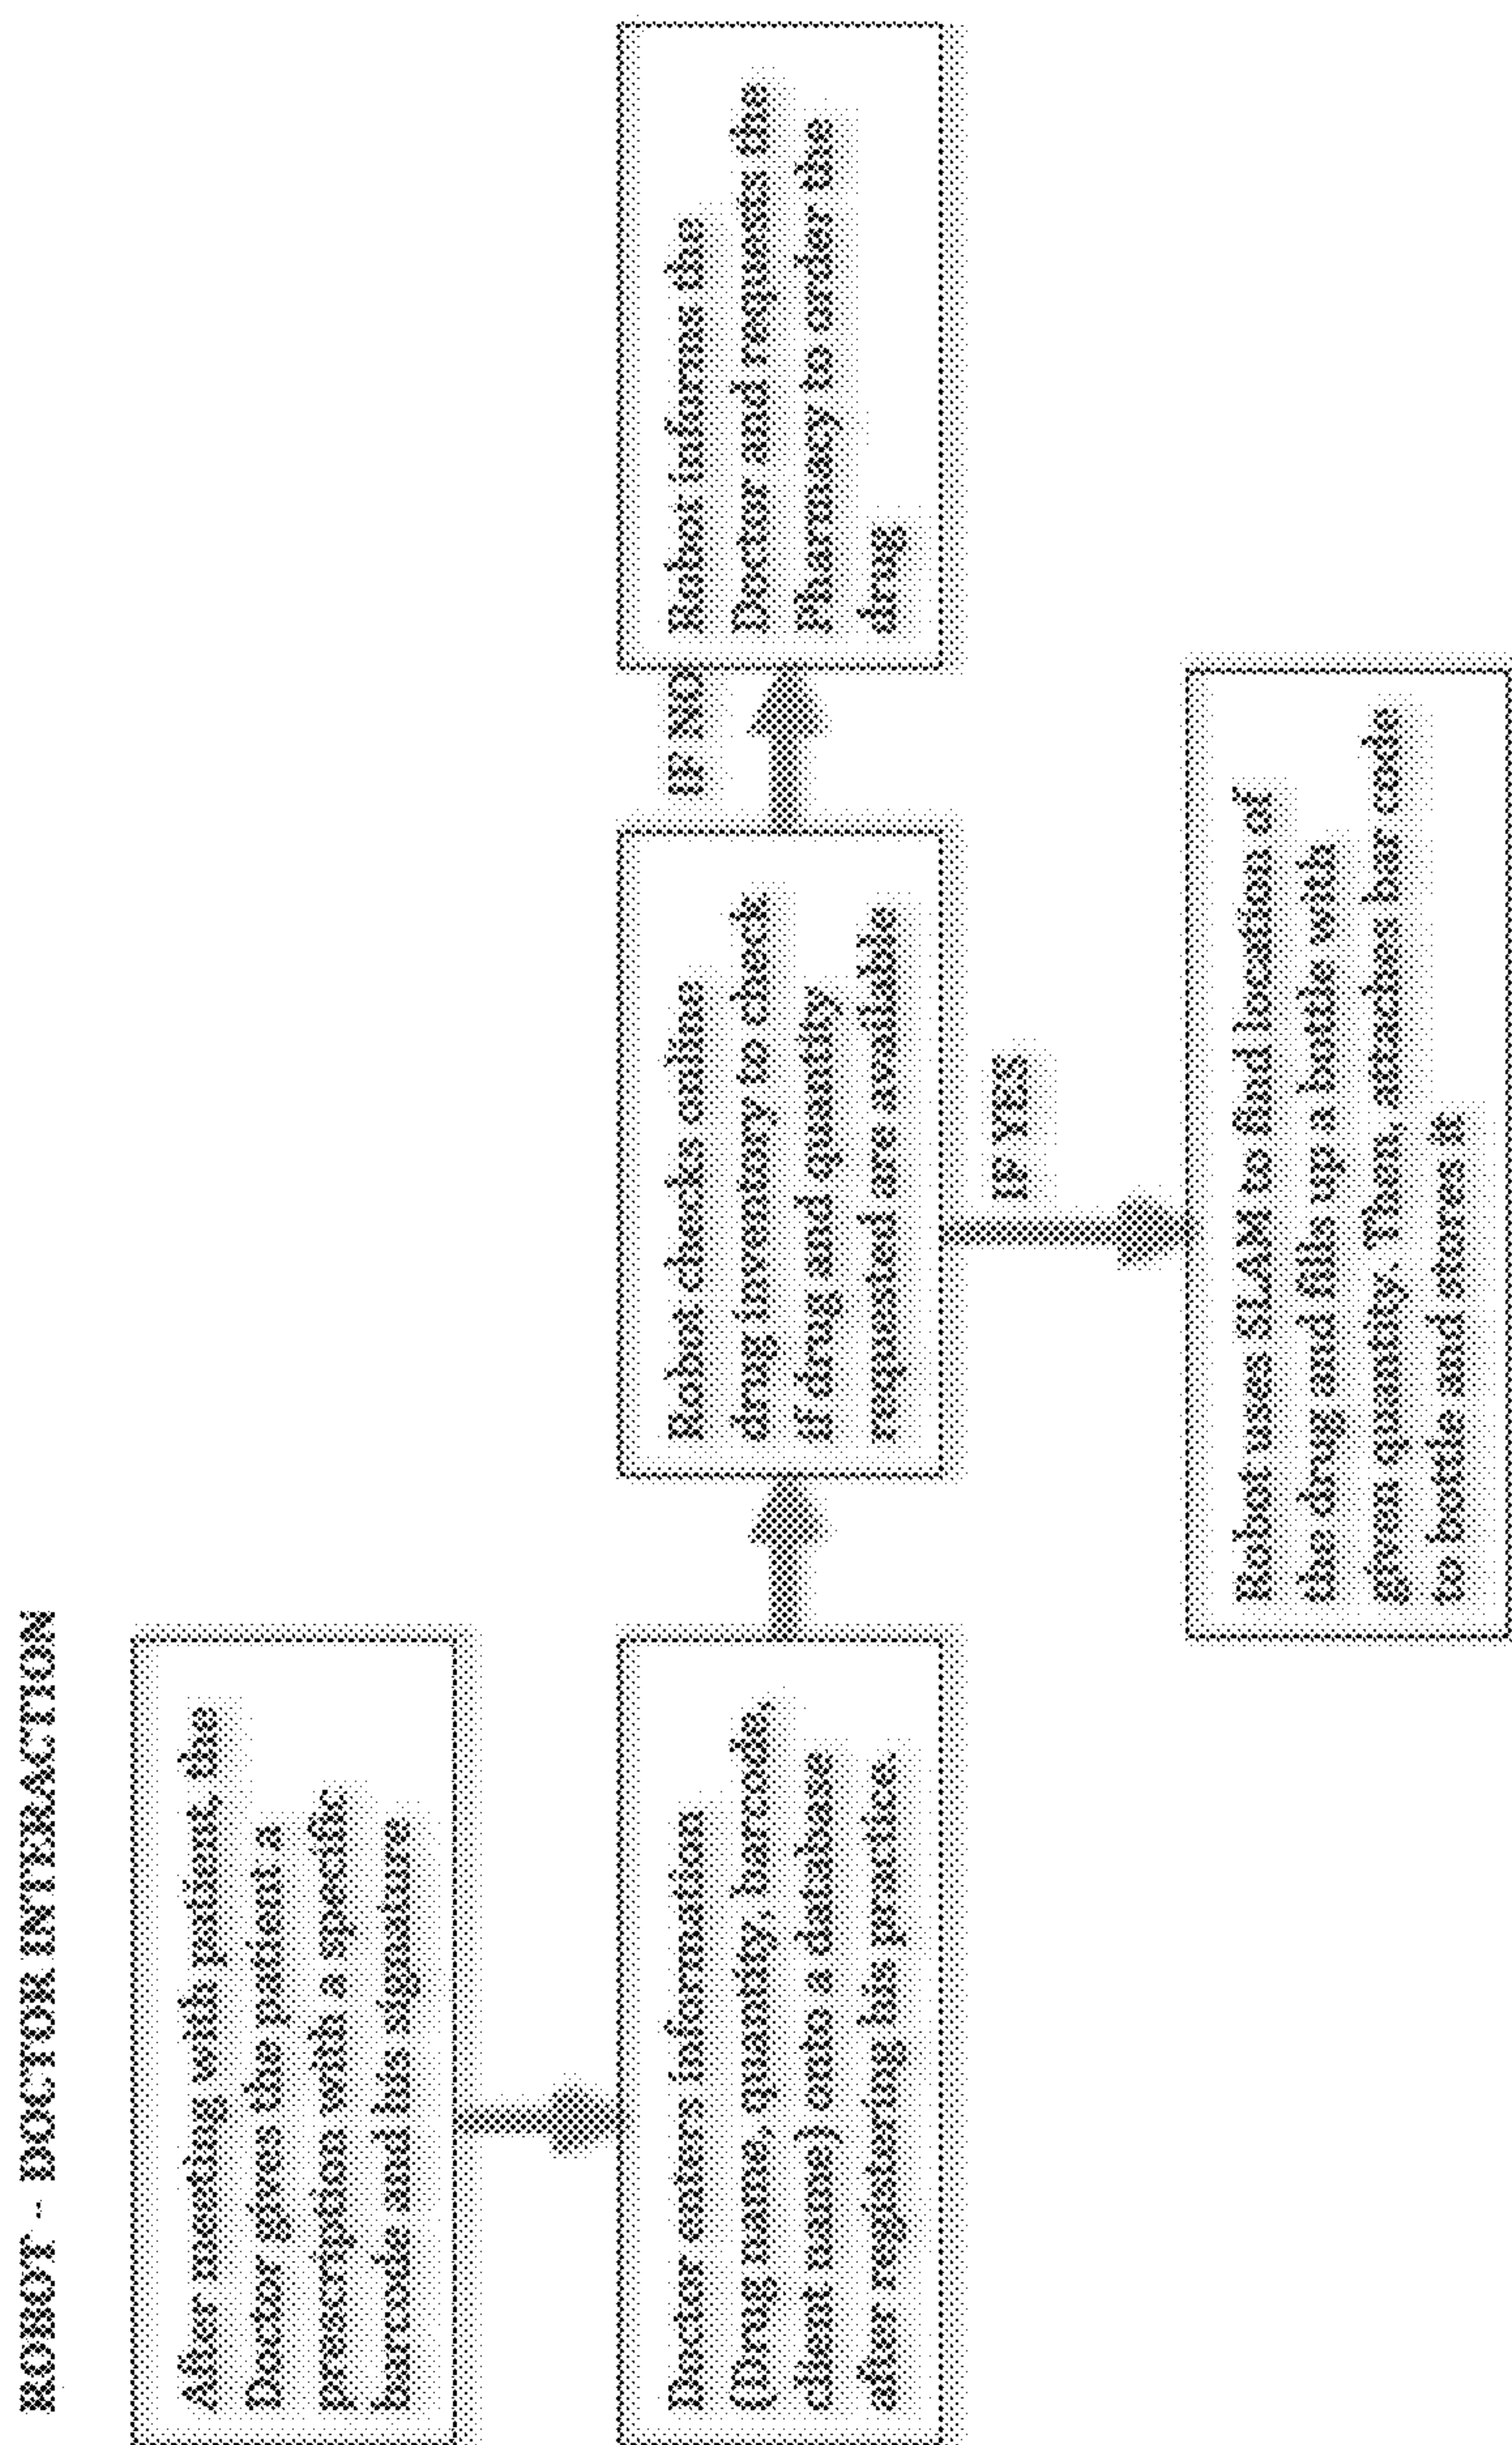 ROBOT - DOCTOR INTERACTION
After meeting with patient, the
Doctor gives the patient a
prescription with a specific
barcode and his signature
Doctor enters information
(Drug name, quantity, barcode,
client name) onto a database
after registering his practice.
Robot checks online
drug inventory to check
if drug and quantity
requested are available
IF NO
Robot informs the
Doctor and requests the
Pharmacy to order the
drug
IF YES
Robot uses SLAM to find location of
the drug and fills up a bottle with
given quantity. Then, attaches bar code
to bottle and stores it